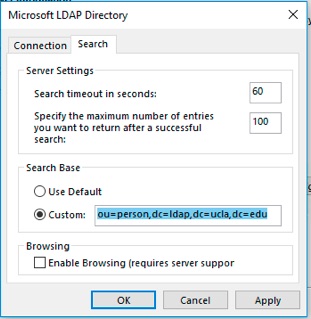 Microsoft LDAP Directory
Connection
Search
Server Settings
Search timeout in seconds:
60
Specify the maximum number of entries
you want to return after a successful
search:
100
Search Base
Use Default
Custom:
ou=person,dc=ldap,dc=ucla,dc=edu
Browsing
Enable Browsing (requires server suppor
OK
Cancel
Apply